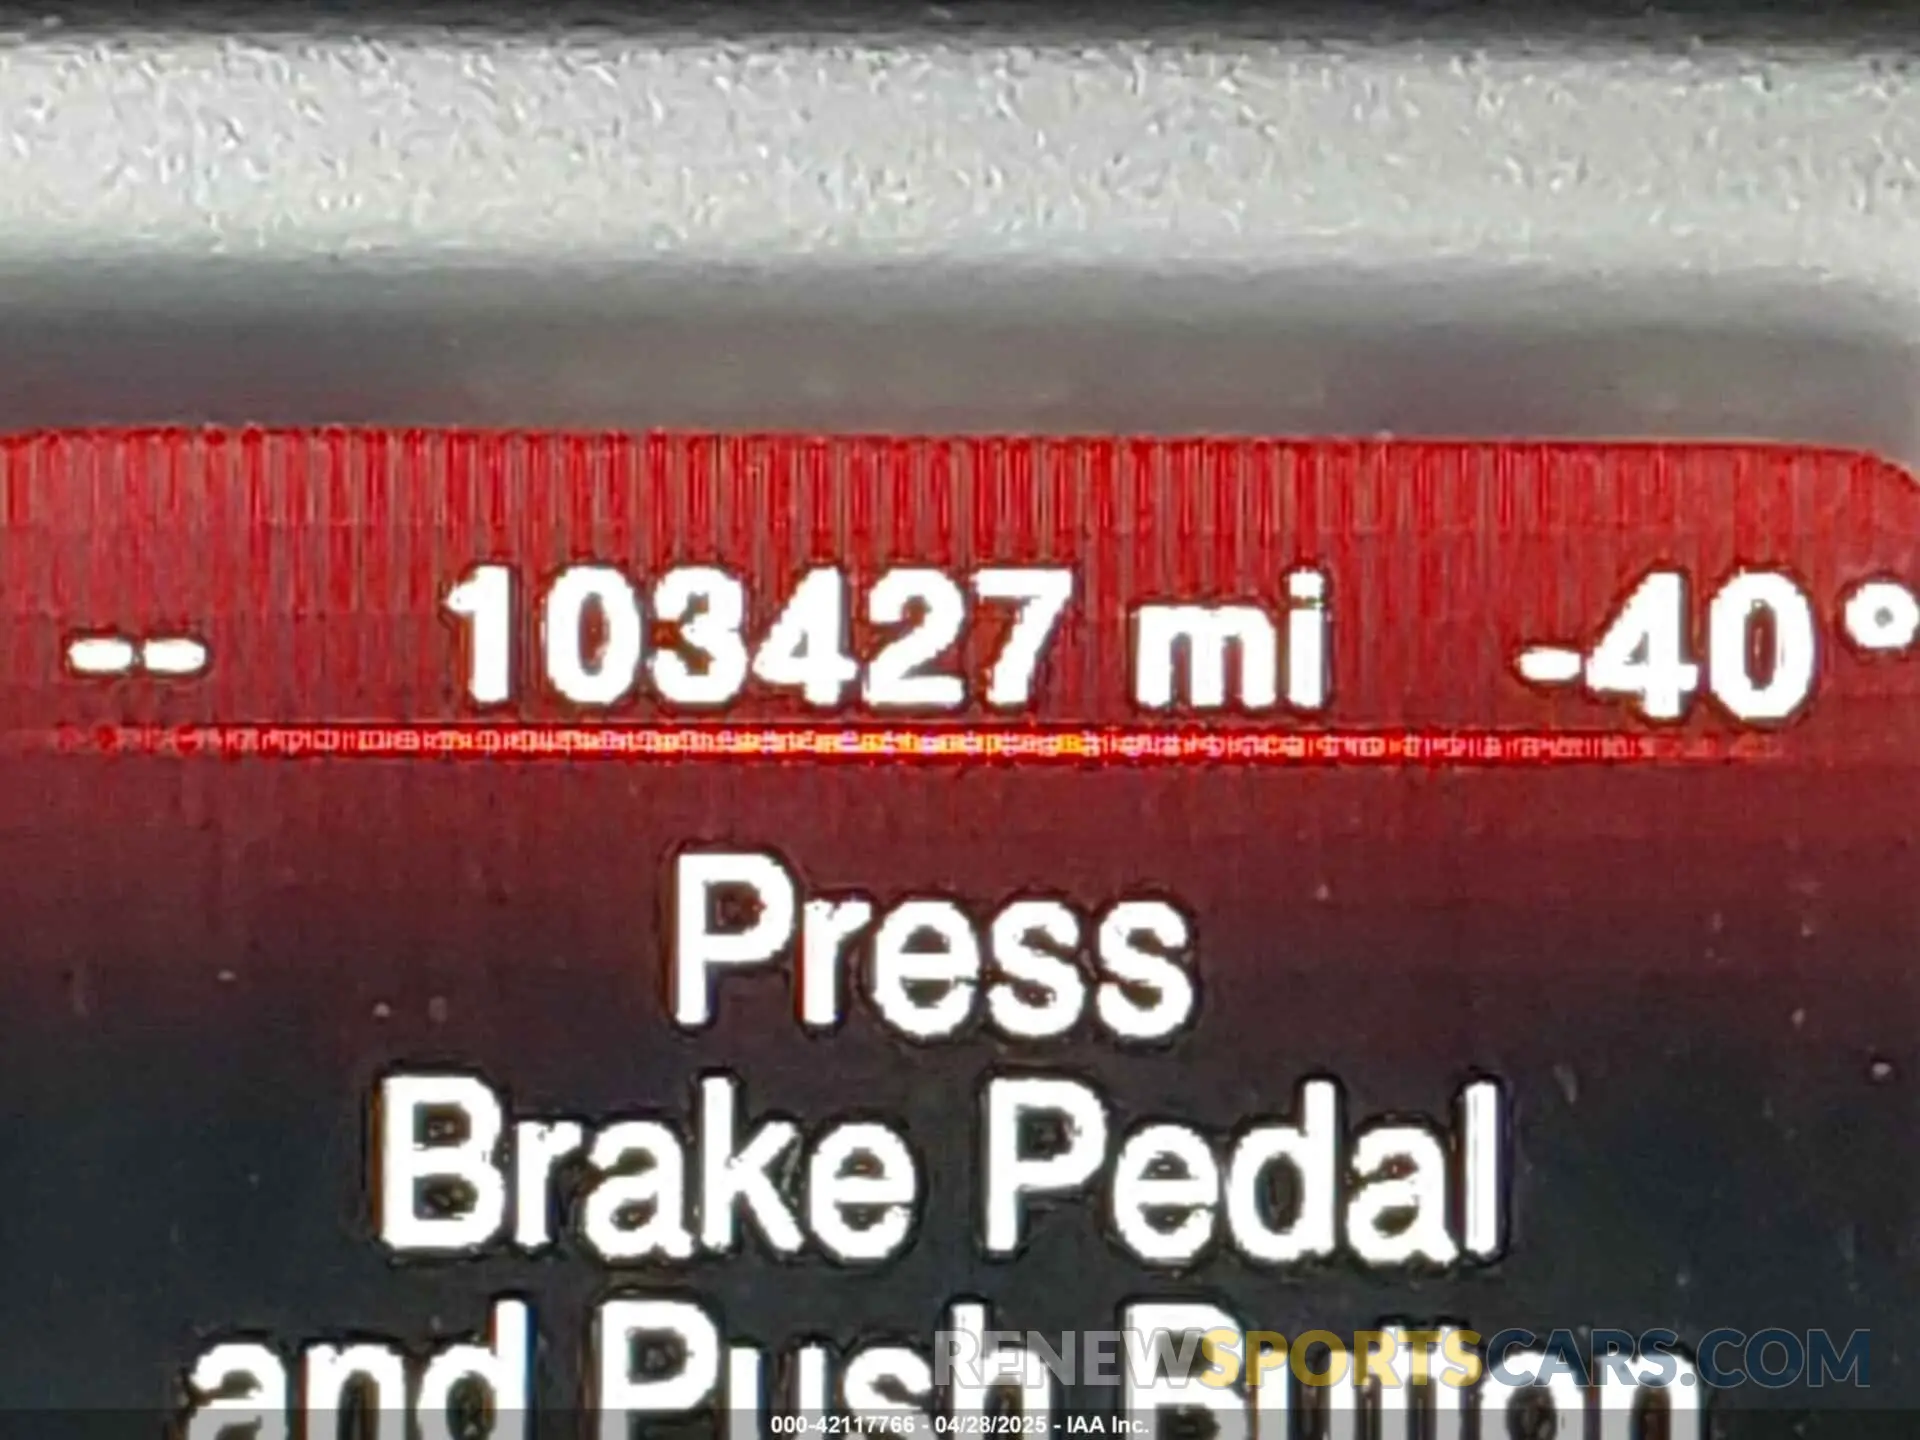 -- 103427 mi -40°
Press
Brake Pedal
and Push Button
RENEWSPORTSCARS.COM
000-42117766 - 04/28/2025 - IAA Inc.